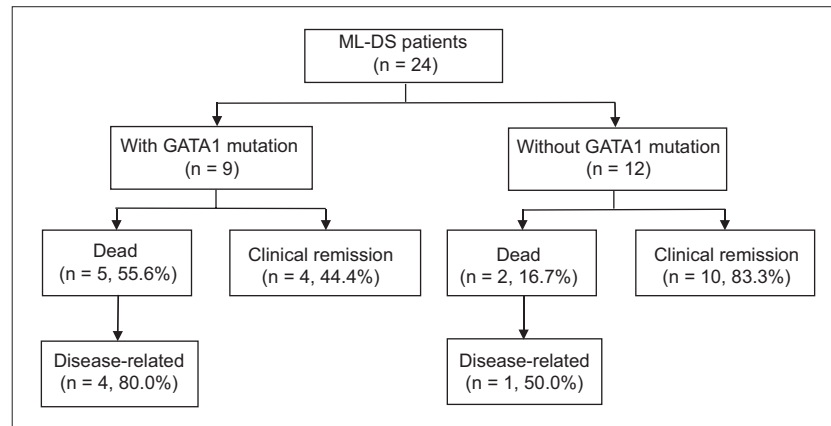 ML-DS patients
(n = 24)
With GATA1 mutation
(n = 9)
Without GATA1 mutation
(n = 12)
Dead
(n = 5, 55.6%)
Clinical remission
(n = 4, 44.4%)
Dead
(n = 2, 16.7%)
Clinical remission
(n = 10, 83.3%)
Disease-related
(n = 4, 80.0%)
Disease-related
(n = 1, 50.0%)